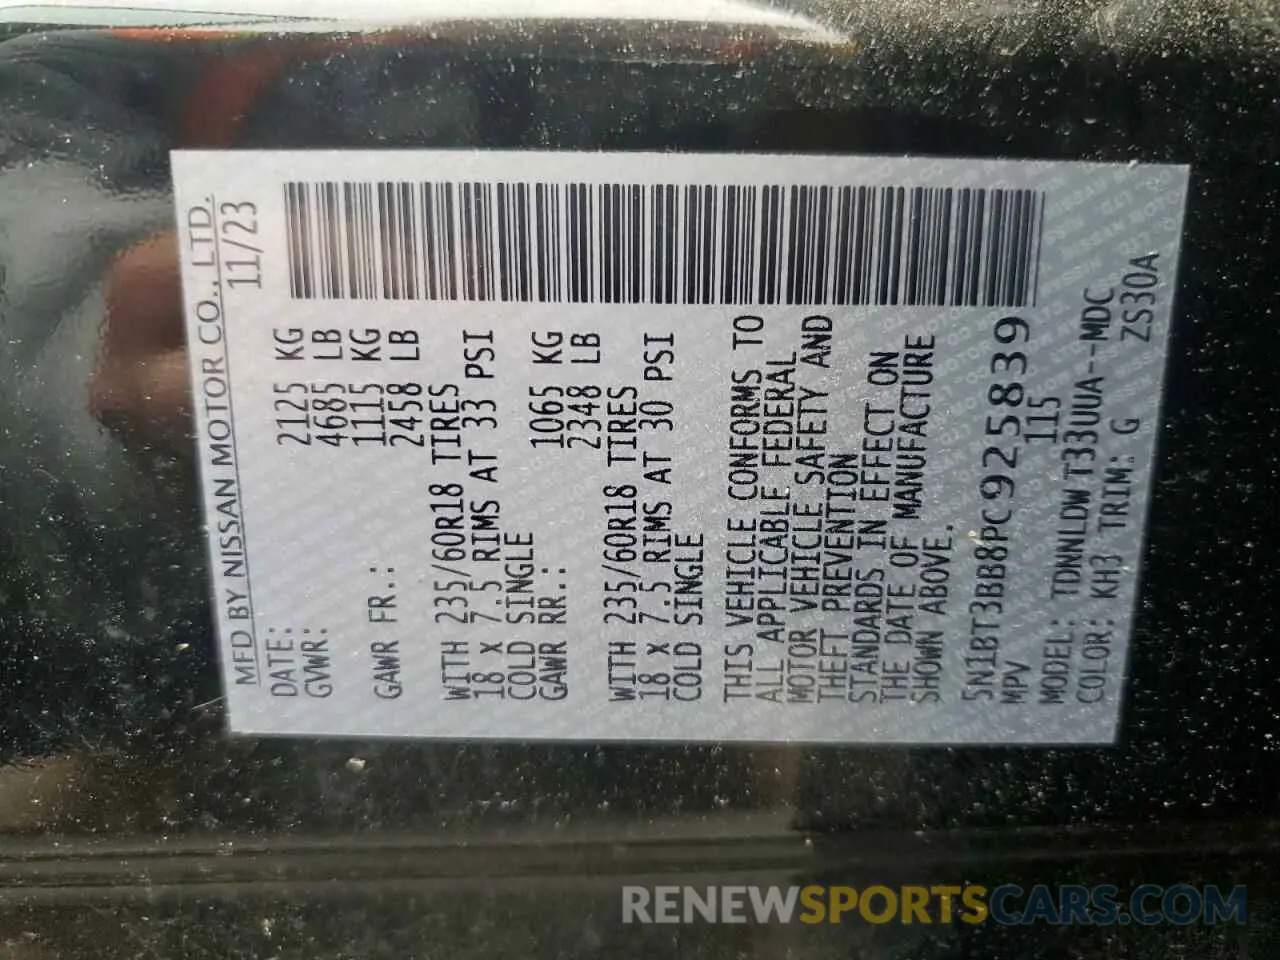 MFD BY NISSAN MOTOR CO., LTD.
DATE: 11/23
GVWR: 2125 KG
4685 LB
GAWR FR.: 1115 KG
2458 LB
WITH 235/60R18 TIRES
18 X 7.5 RIMS AT 33 PSI
COLD SINGLE
GAWR RR.: 1065 KG
2348 LB
WITH 235/60R18 TIRES
18 X 7.5 RIMS AT 30 PSI
COLD SINGLE
THIS VEHICLE CONFORMS TO
ALL APPLICABLE FEDERAL
MOTOR VEHICLE SAFETY AND
THEFT PREVENTION
STANDARDS IN EFFECT ON
THE DATE OF MANUFACTURE
SHOWN ABOVE.
5N1BT3BB8PC925839
MPV 115
MODEL: TDNNLDWT33UUA--MDC
COLOR: KH3 TRIM: G ZS30A
RENEWSPORTSCARS.COM